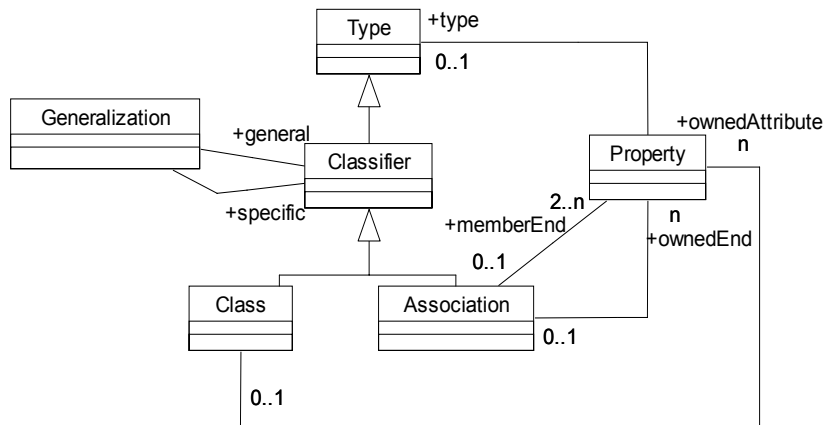 Type
+type
0..1
Generalization
+general
Classifier
+specific
Property
+ownedAttribute
n
2..n
+memberEnd
n
+ownedEnd
0..1
Class
Association
0..1
0..1